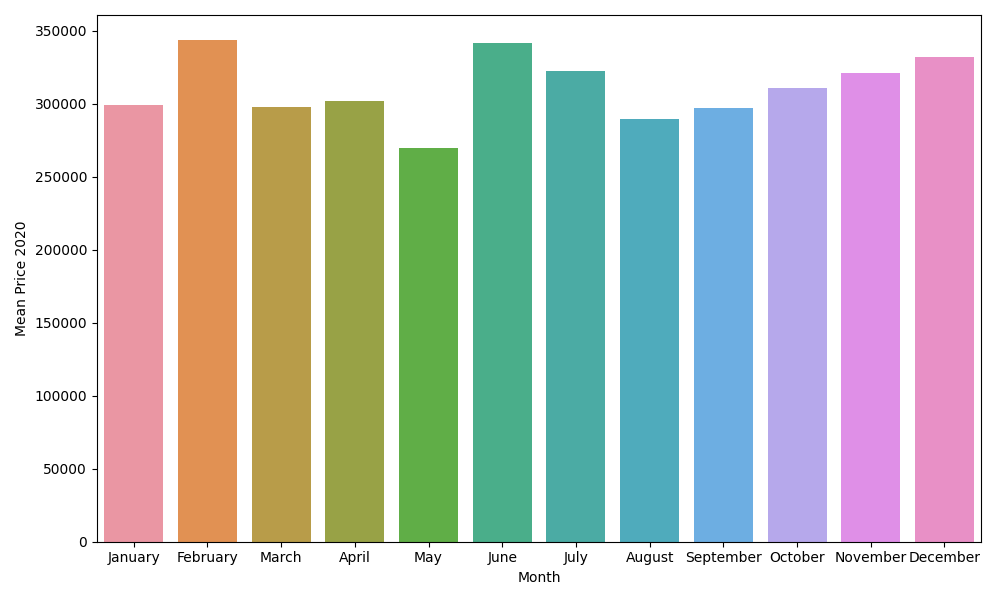 350000
300000
250000
200000
150000
100000
50000
0
Mean Price 2020
January February March April May June July August September October November December
Month